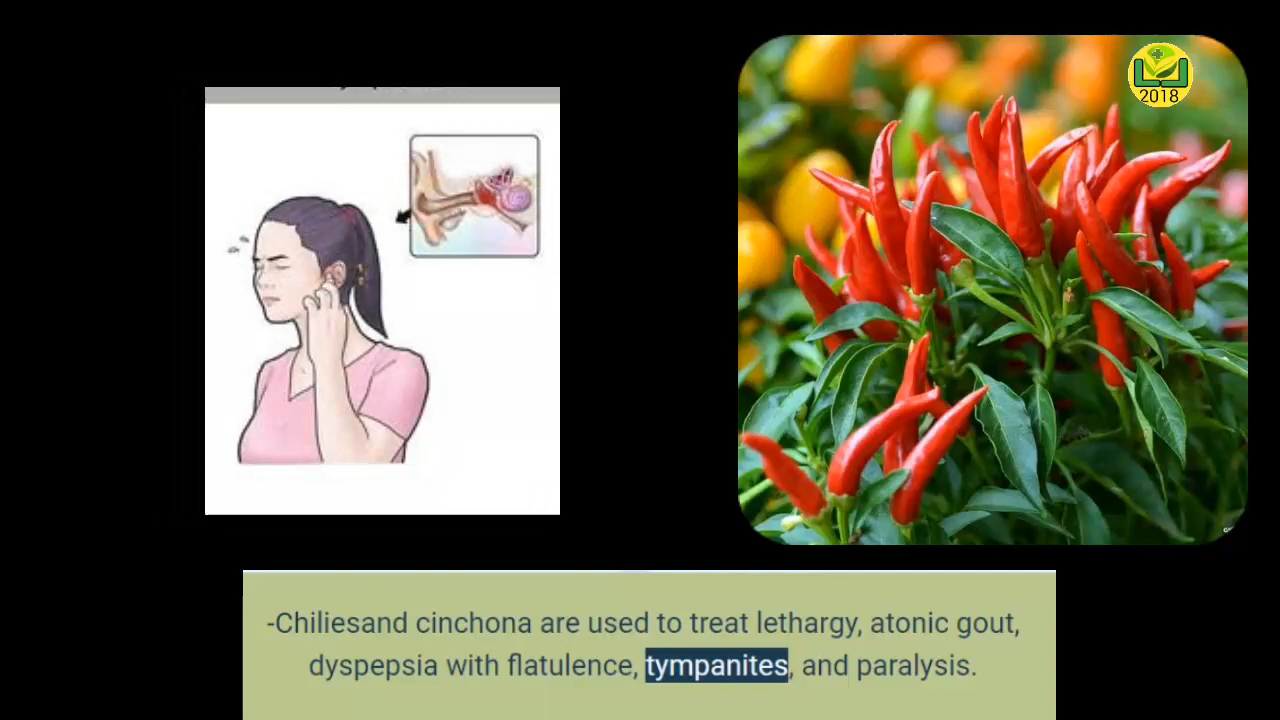 2018
-Chiliesand cinchona are used to treat lethargy, atonic gout,
dyspepsia with flatulence, tympanites, and paralysis.